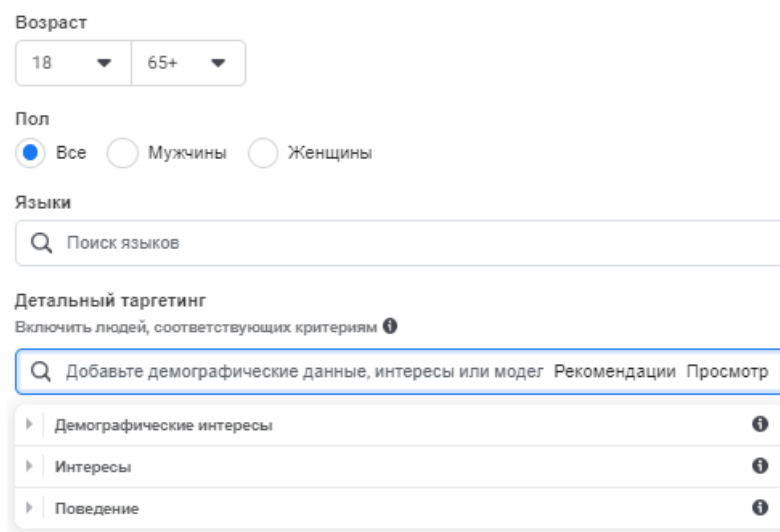 Возраст
18 65+
Пол
Все Мужчины Женщины
Языки
Поиск языков
Детальный таргетинг
Включить людей, соответствующих критериям
Добавьте демографические данные, интересы или модел Рекомендации Просмотр
Демографические интересы
Интересы
Поведение